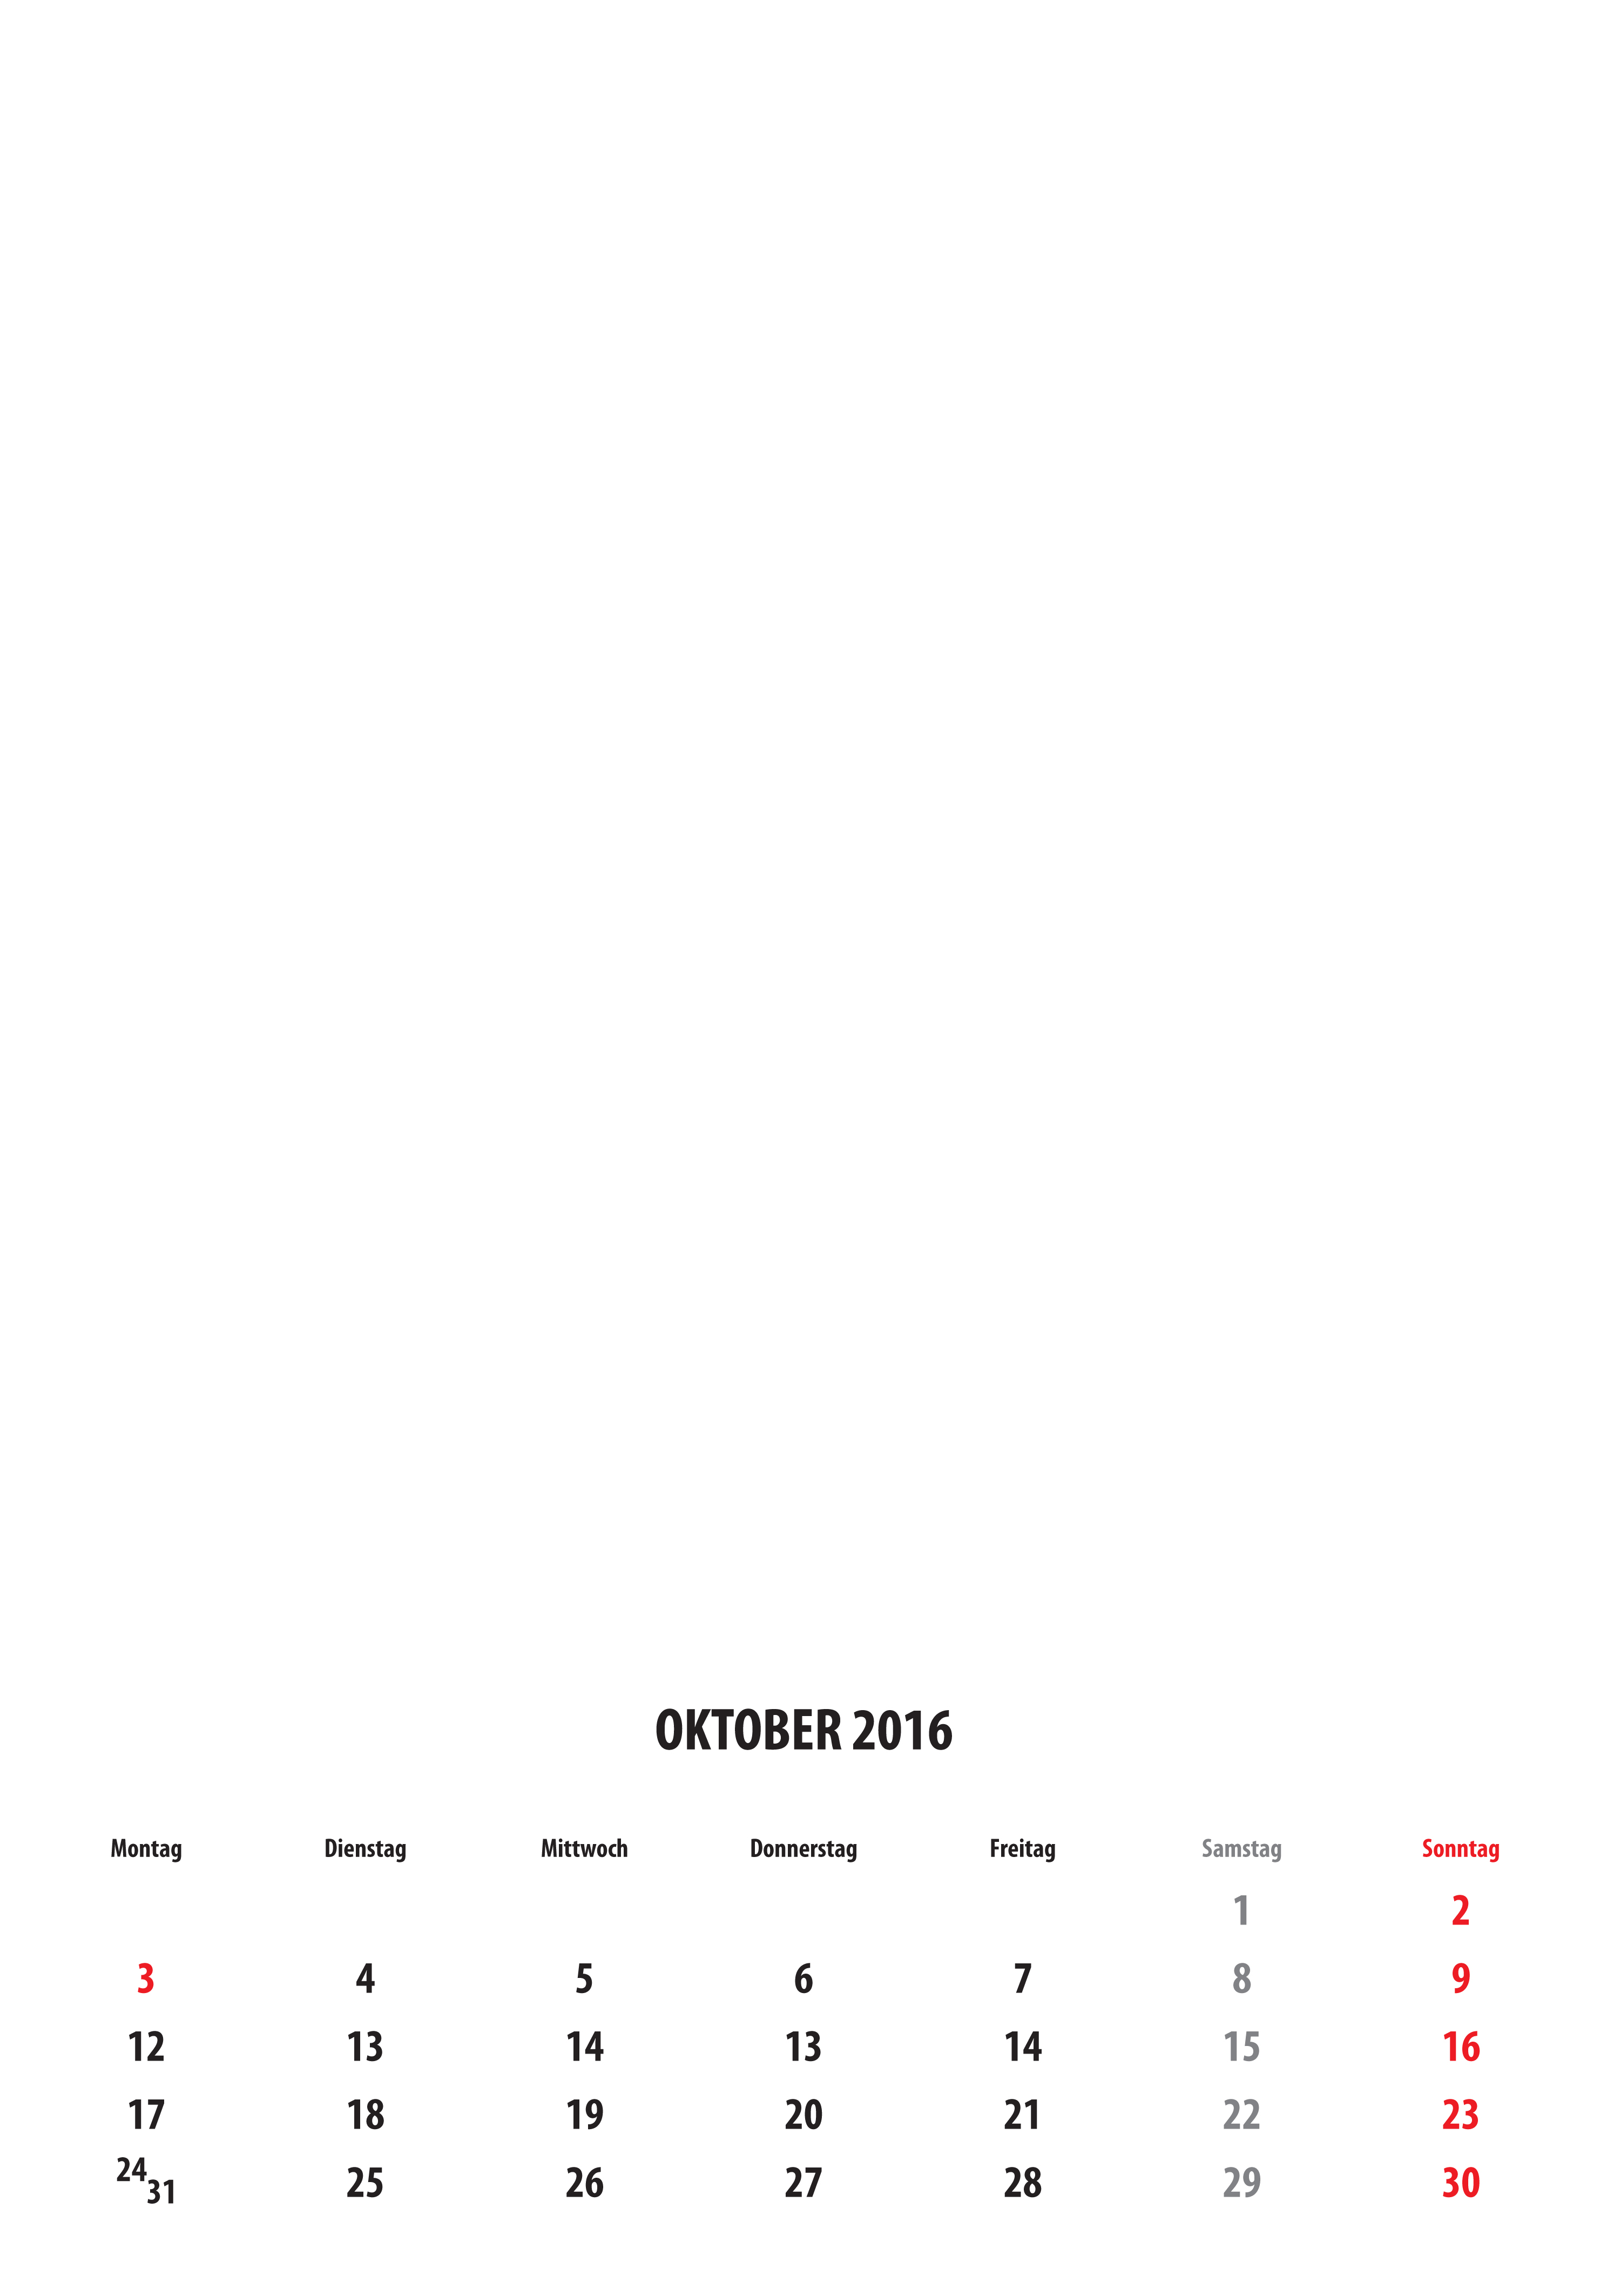 OKTOBER 2016
Montag Dienstag Mittwoch Donnerstag Freitag Samstag Sonntag
1 2
3 4 5 6 7 8 9
12 13 14 13 14 15 16
17 18 19 20 21 22 23
24 31 25 26 27 28 29 30